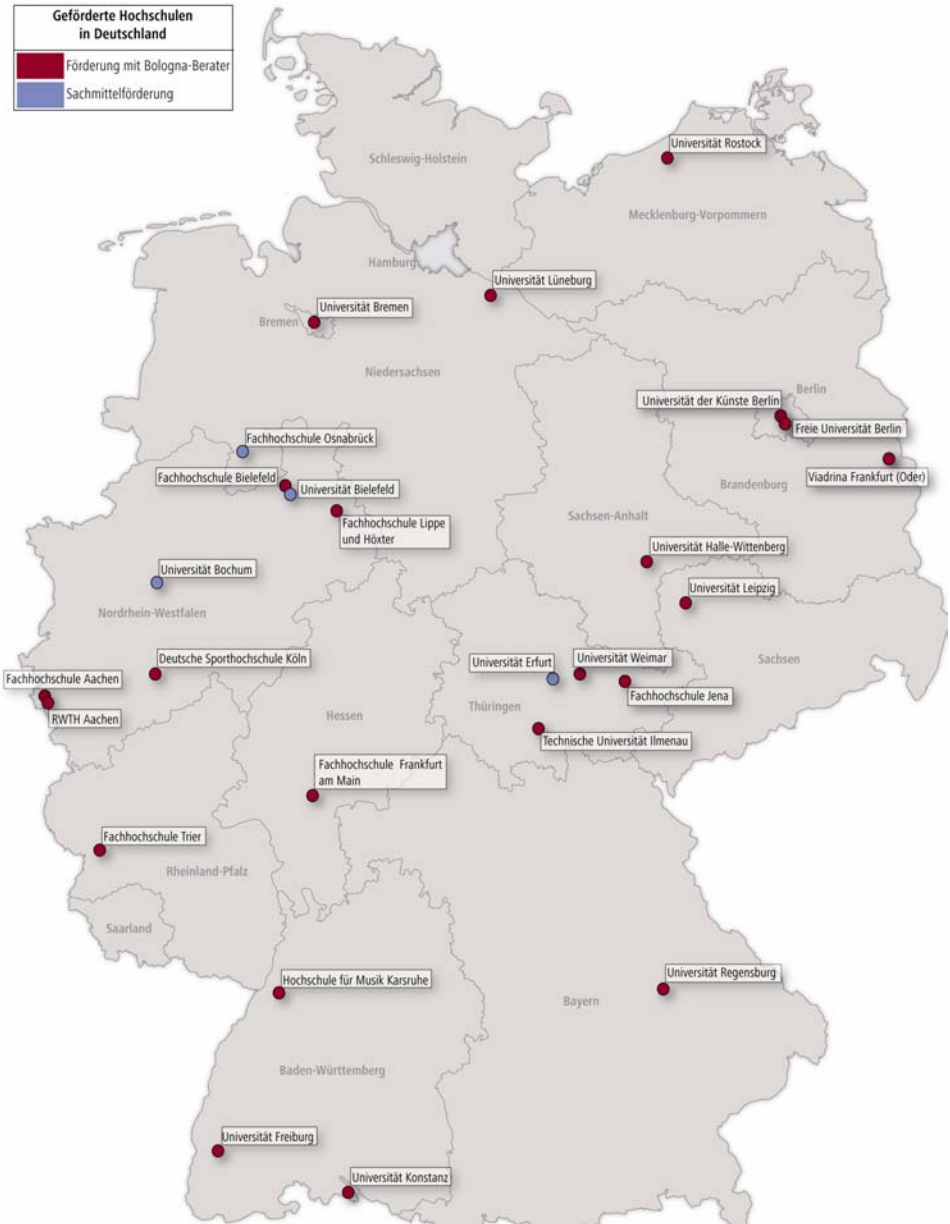 Geförderte Hochschulen
in Deutschland
Förderung mit Bologna-Berater
Sachmittelförderung
Universität Rostock
Schleswig-Holstein
Mecklenburg-Vorpommern
Hamburg
Universität Lüneburg
Universität Bremen
Bremen
Niedersachsen
Berlin
Universität der Künste Berlin
Freie Universität Berlin
Fachhochschule Osnabrück
Fachhochschule Bielefeld
Universität Bielefeld
Viadrina Frankfurt (Oder)
Brandenburg
Fachhochschule Lippe
und Höxter
Sachsen-Anhalt
Universität Halle-Wittenberg
Universität Bochum
Universität Leipzig
Nordrhein-Westfalen
Deutsche Sporthochschule Köln
Universität Erfurt
Universität Weimar
Sachsen
Fachhochschule Aachen
Fachhochschule Jena
Thüringen
RWTH Aachen
Hessen
Technische Universität Ilmenau
Fachhochschule Frankfurt
am Main
Fachhochschule Trier
Rheinland-Pfalz
Saarland
Hochschule für Musik Karsruhe
Universität Regensburg
Bayern
Baden-Württemberg
Universität Freiburg
Universität Konstanz